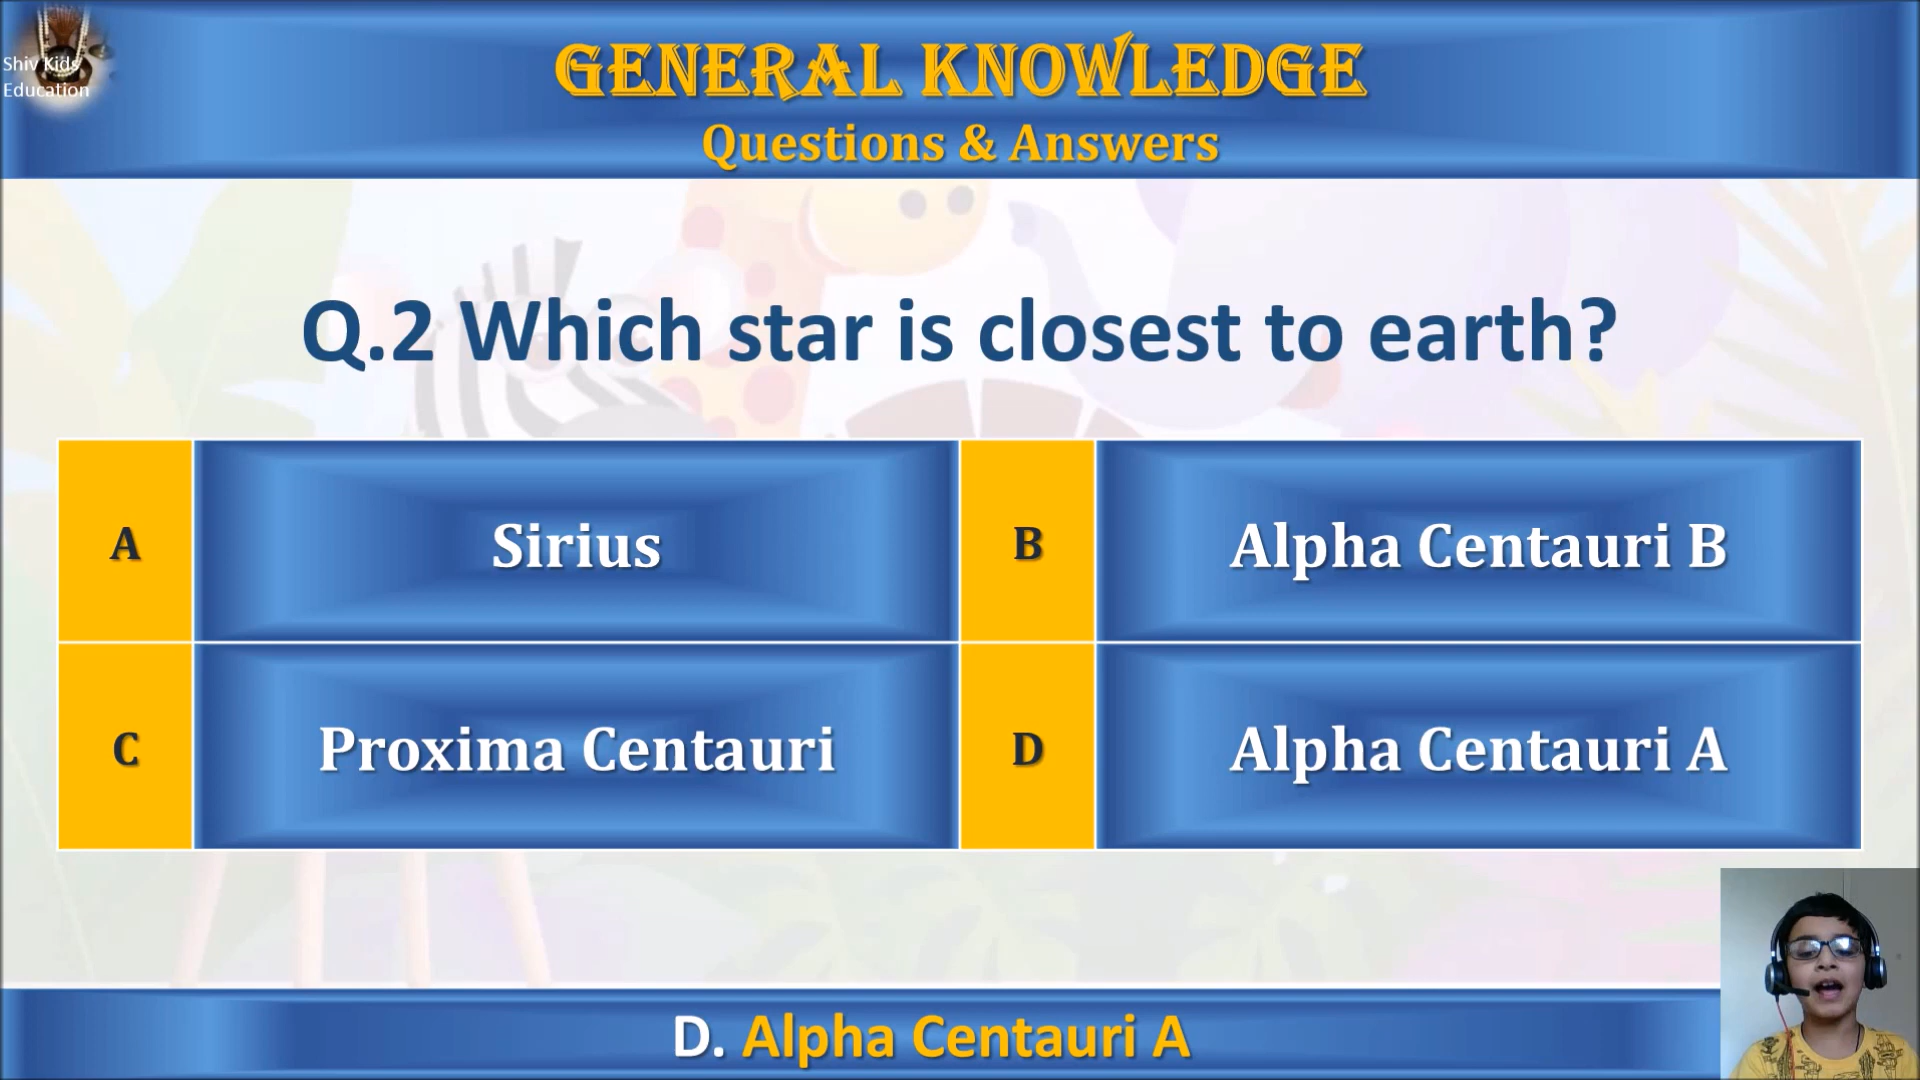 Shiv Kids
Education
GENERAL KNOWLEDGE
Questions & Answers
Q.2 Which star is closest to earth?
A
Sirius
B
Alpha Centauri B
C
Proxima Centauri
D
Alpha Centauri A
D. Alpha Centauri A